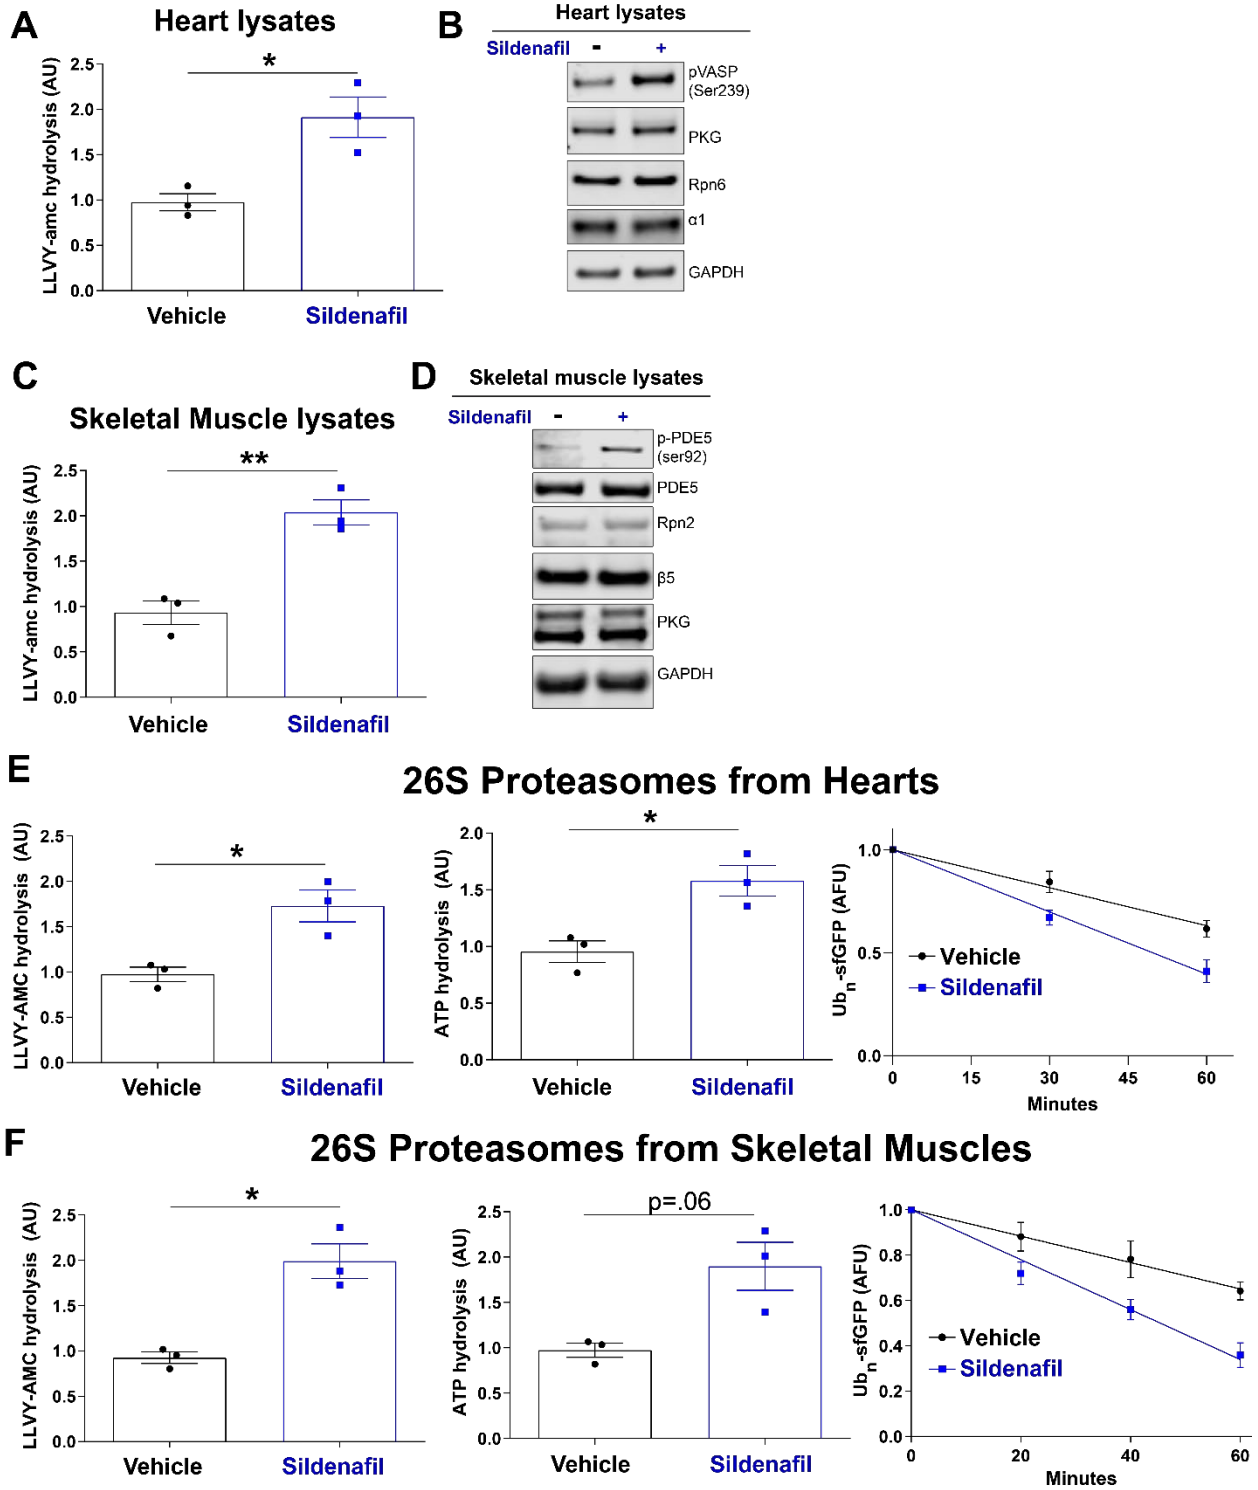 A
Heart lysates
LLVY-amc hydrolysis (AU)
2.5
2.0
1.5
1.0
0.5
0.0
*
Vehicle
Sildenafil
B
Heart lysates
Sildenafil - +
pVASP
(Ser239)
PKG
Rpn6
α1
GAPDH
C
Skeletal Muscle lysates
LLVY-amc hydrolysis (AU)
2.5
2.0
1.5
1.0
0.5
0.0
**
Vehicle
Sildenafil
D
Skeletal muscle lysates
Sildenafil - +
p-PDE5
(ser92)
PDE5
Rpn2
β5
PKG
GAPDH
E
26S Proteasomes from Hearts
LLVY-AMC hydrolysis (AU)
2.5
2.0
1.5
1.0
0.5
0.0
*
Vehicle
Sildenafil
ATP hydrolysis (AU)
2.0
1.5
1.0
0.5
0.0
*
Vehicle
Sildenafil
Ubn-sfGFP (AFU)
1.0
0.5
0.0
Vehicle
Sildenafil
0 15 30 45 60
Minutes
F
26S Proteasomes from Skeletal Muscles
LLVY-AMC hydrolysis (AU)
2.5
2.0
1.5
1.0
0.5
0.0
*
Vehicle
Sildenafil
ATP hydrolysis (AU)
2.5
2.0
1.5
1.0
0.5
0.0
p=.06
Vehicle
Sildenafil
Ubn-sfGFP (AFU)
1.0
0.8
0.6
0.4
0.2
0.0
Vehicle
Sildenafil
0 20 40 60
Minutes